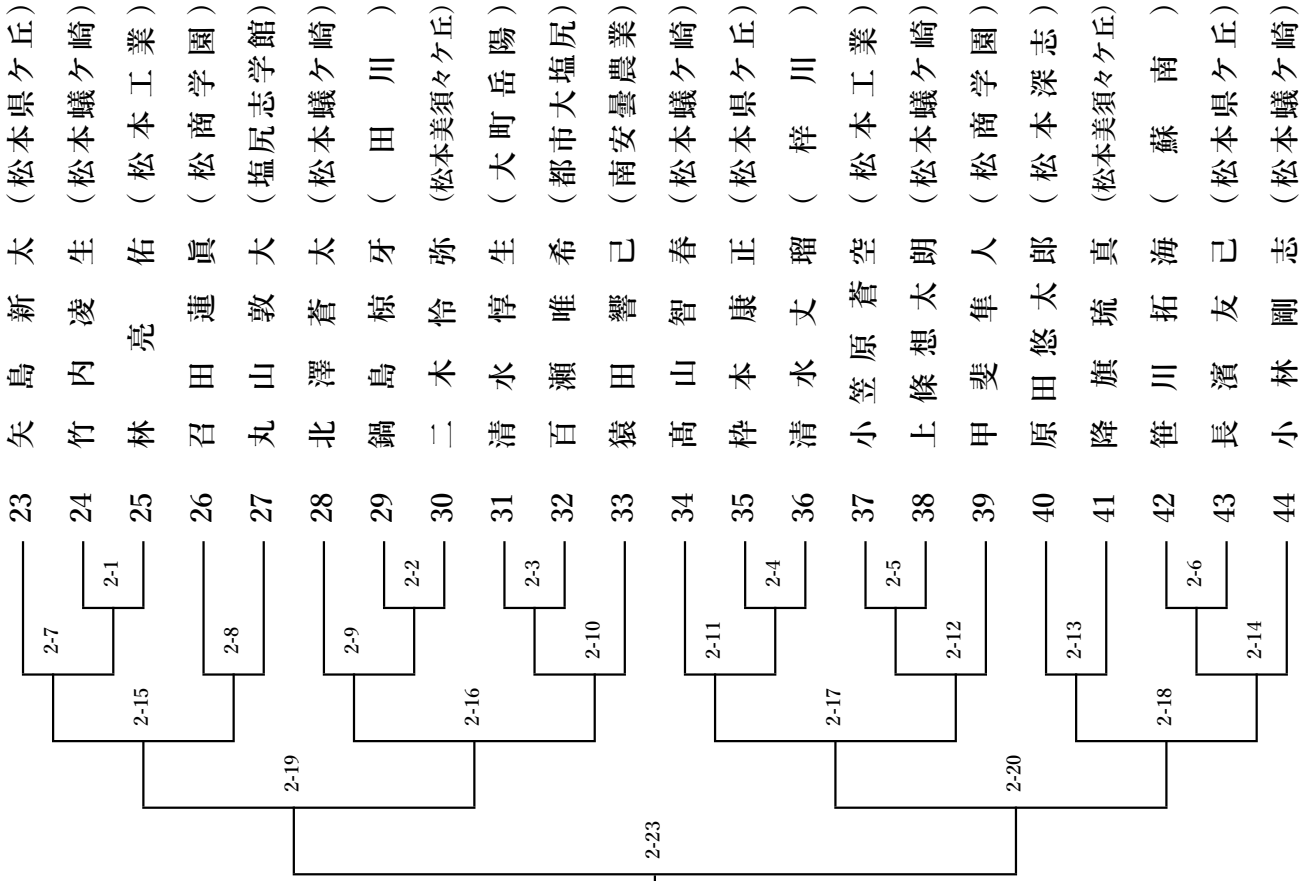 23 矢島新太 (松本県ケ丘)
24 竹内凌生 (松本蟻ケ崎)
25 林亮佑 (松本工業)
26 召田蓮眞 (松商学園)
27 丸山敦大 (塩尻志学館)
28 北澤蒼太 (松本蟻ケ崎)
29 鍋島椋牙 (田川)
30 二木怜弥 (松本美須々ケ丘)
31 清水惇生 (大町岳陽)
32 百瀬唯希 (都市大塩尻)
33 猿田響己 (南安曇農業)
34 髙山智春 (松本蟻ケ崎)
35 枠本康正 (松本県ケ丘)
36 清水丈瑠 (梓川)
37 小笠原蒼空 (松本工業)
38 上條想太朗 (松本蟻ケ崎)
39 甲斐隼人 (松商学園)
40 原田悠太郎 (松本深志)
41 降旗琉真 (松本美須々ケ丘)
42 笹川拓海 (蘇南)
43 長濱友己 (松本県ケ丘)
44 小林剛志 (松本蟻ケ崎)
2-1
2-2
2-3
2-4
2-5
2-6
2-7
2-8
2-9
2-10
2-11
2-12
2-13
2-14
2-15
2-16
2-17
2-18
2-19
2-20
2-23